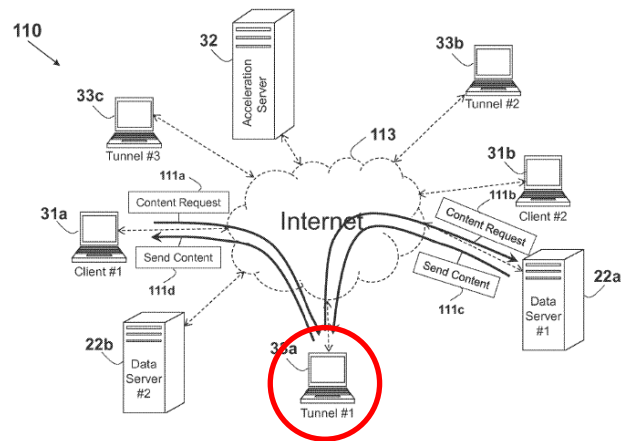 110
32
33b
33c
Acceleration
Server
Tunnel #2
Tunnel #3
113
31b
111a
111b
Content Request
Content Request
31a
Internet
Client #2
Send Content
Send Content
22a
Client #1
111d
111c
Data
Server
#1
22b
33a
Data
Server
#2
Tunnel #1